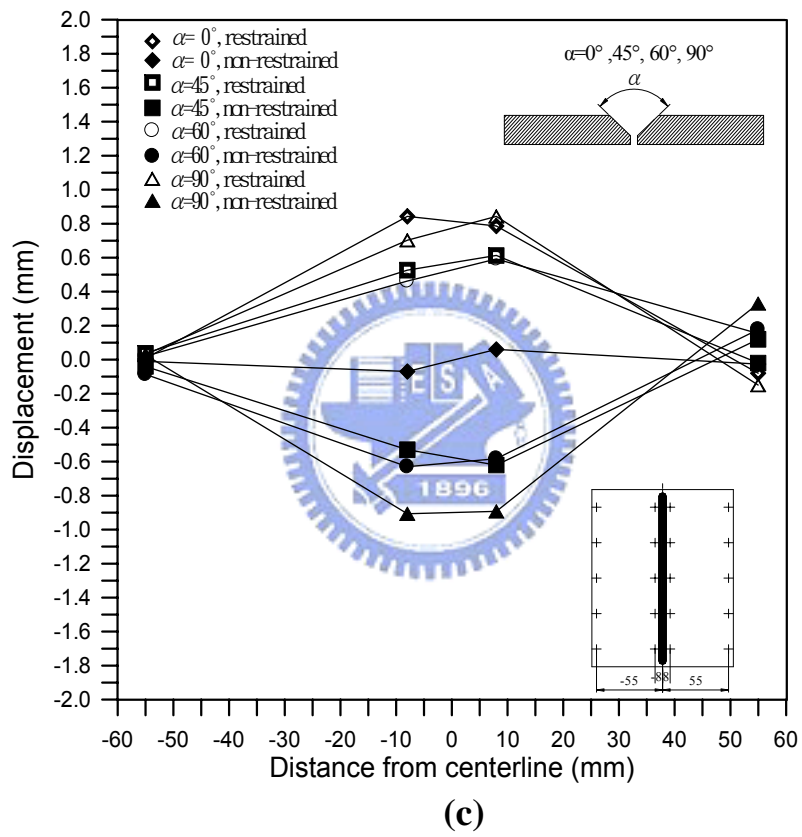 2.0
1.8
1.6
1.4
1.2
1.0
0.8
0.6
0.4
0.2
0.0
-0.2
-0.4
-0.6
-0.8
-1.0
-1.2
-1.4
-1.6
-1.8
-2.0
Displacement (mm)
α= 0°, restrained
α= 0°, non-restrained
α=45°, restrained
α=45°, non-restrained
α=60°, restrained
α=60°, non-restrained
α=90°, restrained
α=90°, non-restrained
α=0° ,45°, 60°, 90°
α
E S A
1896
-55 -88 55
-60 -50 -40 -30 -20 -10 0 10 20 30 40 50 60
Distance from centerline (mm)
(c)